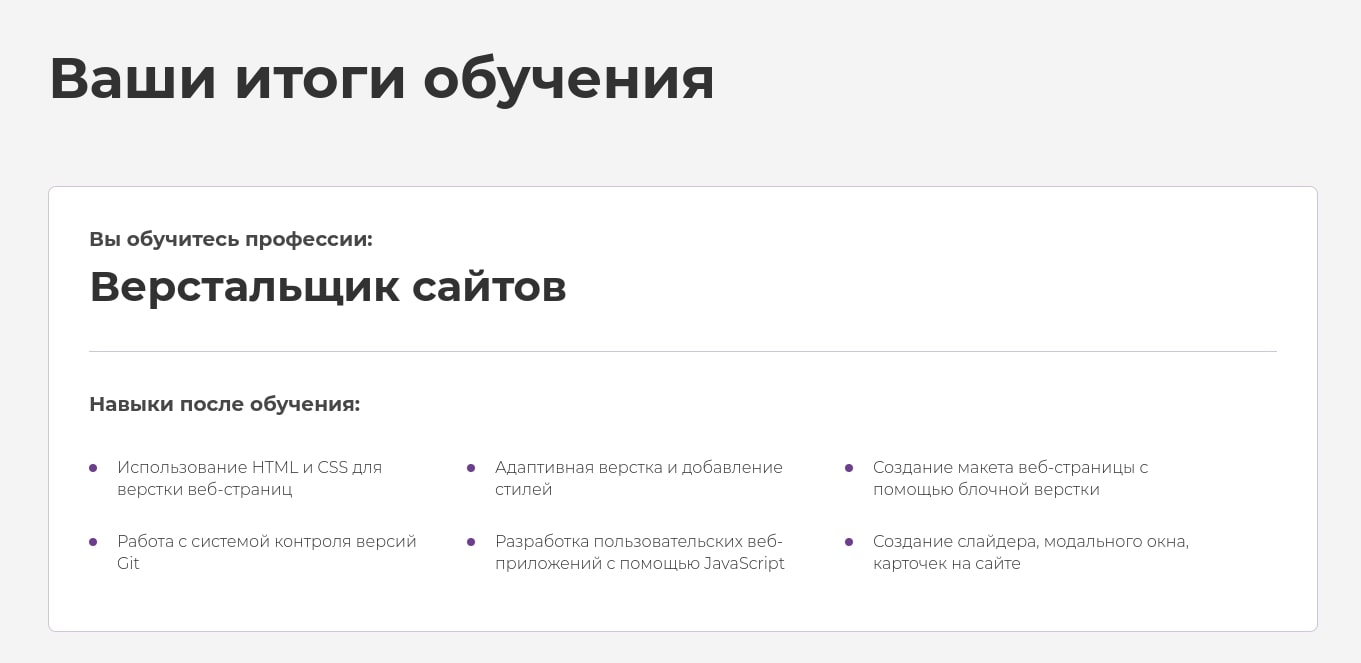 Ваши итоги обучения
Вы обучитесь профессии:
Верстальщик сайтов
Навыки после обучения:
Использование HTML и CSS для
верстки веб-страниц
Адаптивная верстка и добавление
стилей
Создание макета веб-страницы с
помощью блочной верстки
Работа с системой контроля версий
Git
Разработка пользовательских веб-
приложений с помощью JavaScript
Создание слайдера, модального окна,
карточек на сайте